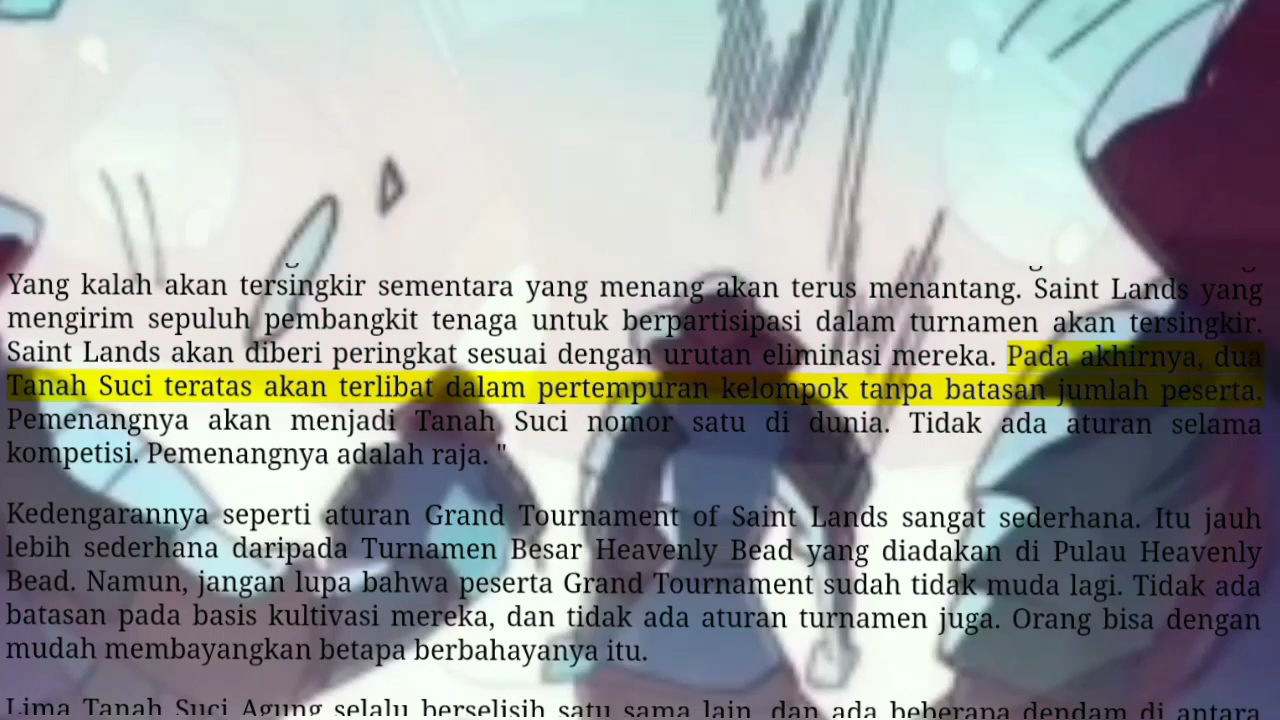 Yang kalah akan tersingkir sementara yang menang akan terus menantang. Saint Lands yang
mengirim sepuluh pembangkit tenaga untuk berpartisipasi dalam turnamen akan tersingkir.
Saint Lands akan diberi peringkat sesuai dengan urutan eliminasi mereka. Pada akhirnya, dua
Tanah Suci teratas akan terlibat dalam pertempuran kelompok tanpa batasan jumlah peserta.
Pemenangnya akan menjadi Tanah Suci nomor satu di dunia. Tidak ada aturan selama
kompetisi. Pemenangnya adalah raja. "
Kedengarannya seperti aturan Grand Tournament of Saint Lands sangat sederhana. Itu jauh
lebih sederhana daripada Turnamen Besar Heavenly Bead yang diadakan di Pulau Heavenly
Bead. Namun, jangan lupa bahwa peserta Grand Tournament sudah tidak muda lagi. Tidak ada
batasan pada basis kultivasi mereka, dan tidak ada aturan turnamen juga. Orang bisa dengan
mudah membayangkan betapa berbahayanya itu.
Lima Tanah Suci Agung selalu berselisih satu sama lain, dan ada beberapa dendam di antara